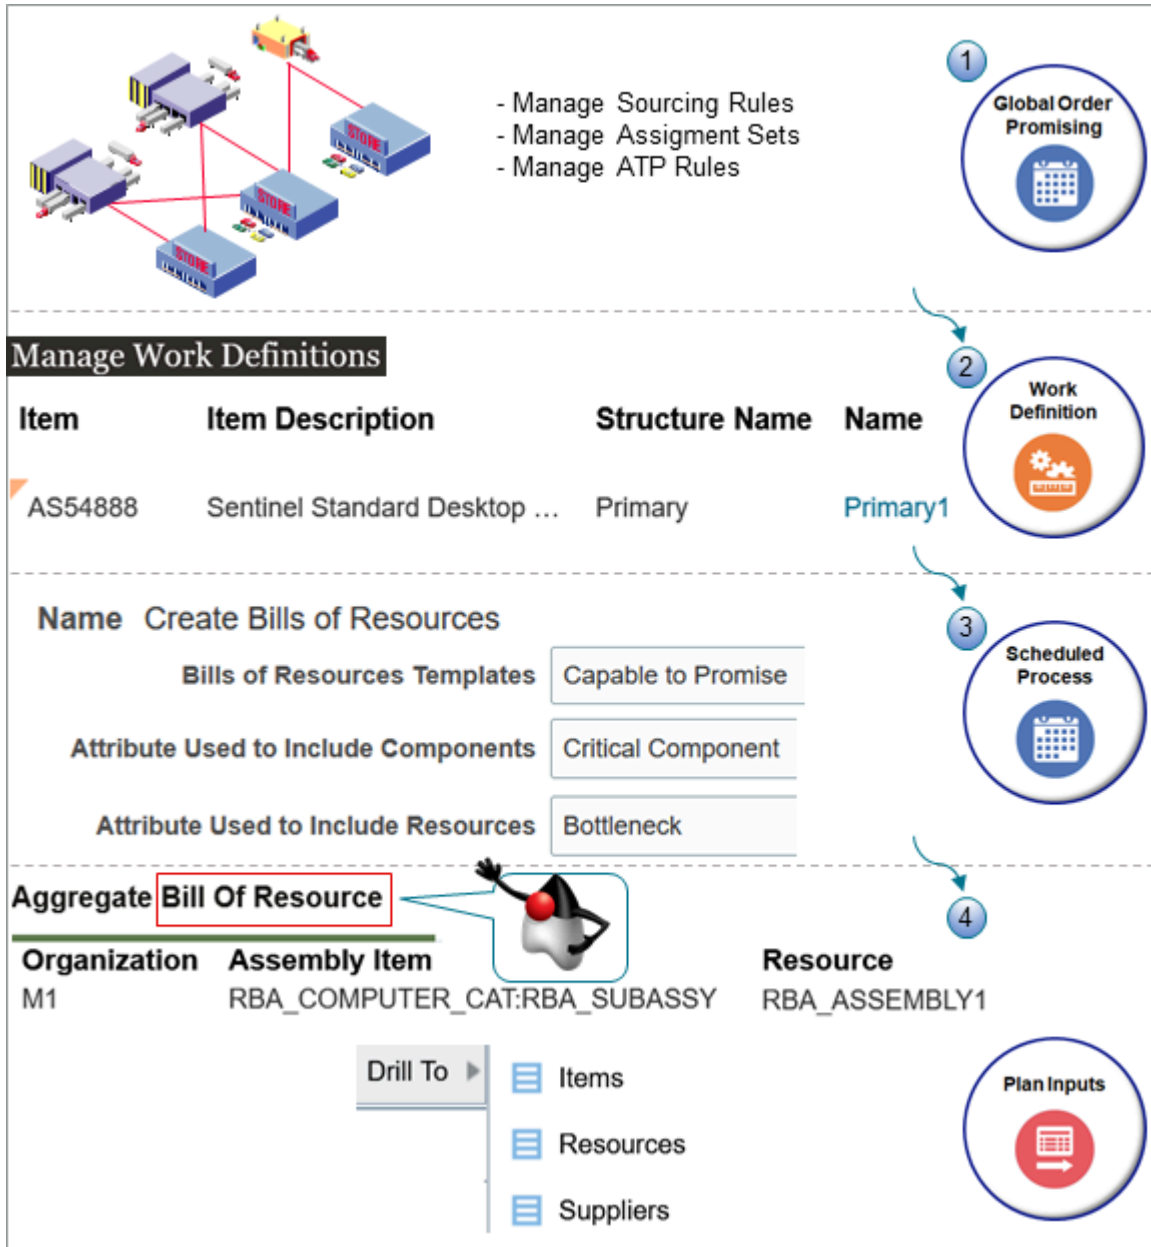 - Manage Sourcing Rules
- Manage Assigment Sets
- Manage ATP Rules
1
Global Order
Promising
STORE
STORE
STORE
Manage Work Definitions
2
Work
Definition
Item Item Description Structure Name Name
AS54888 Sentinel Standard Desktop ... Primary Primary1
3
Scheduled
Process
Name Create Bills of Resources
Bills of Resources Templates Capable to Promise
Attribute Used to Include Components Critical Component
Attribute Used to Include Resources Bottleneck
4
Aggregate Bill Of Resource
Organization Assembly Item Resource
M1 RBA_COMPUTER_CAT:RBA_SUBASSY RBA_ASSEMBLY1
Drill To
Items
Resources
Suppliers
Plan Inputs